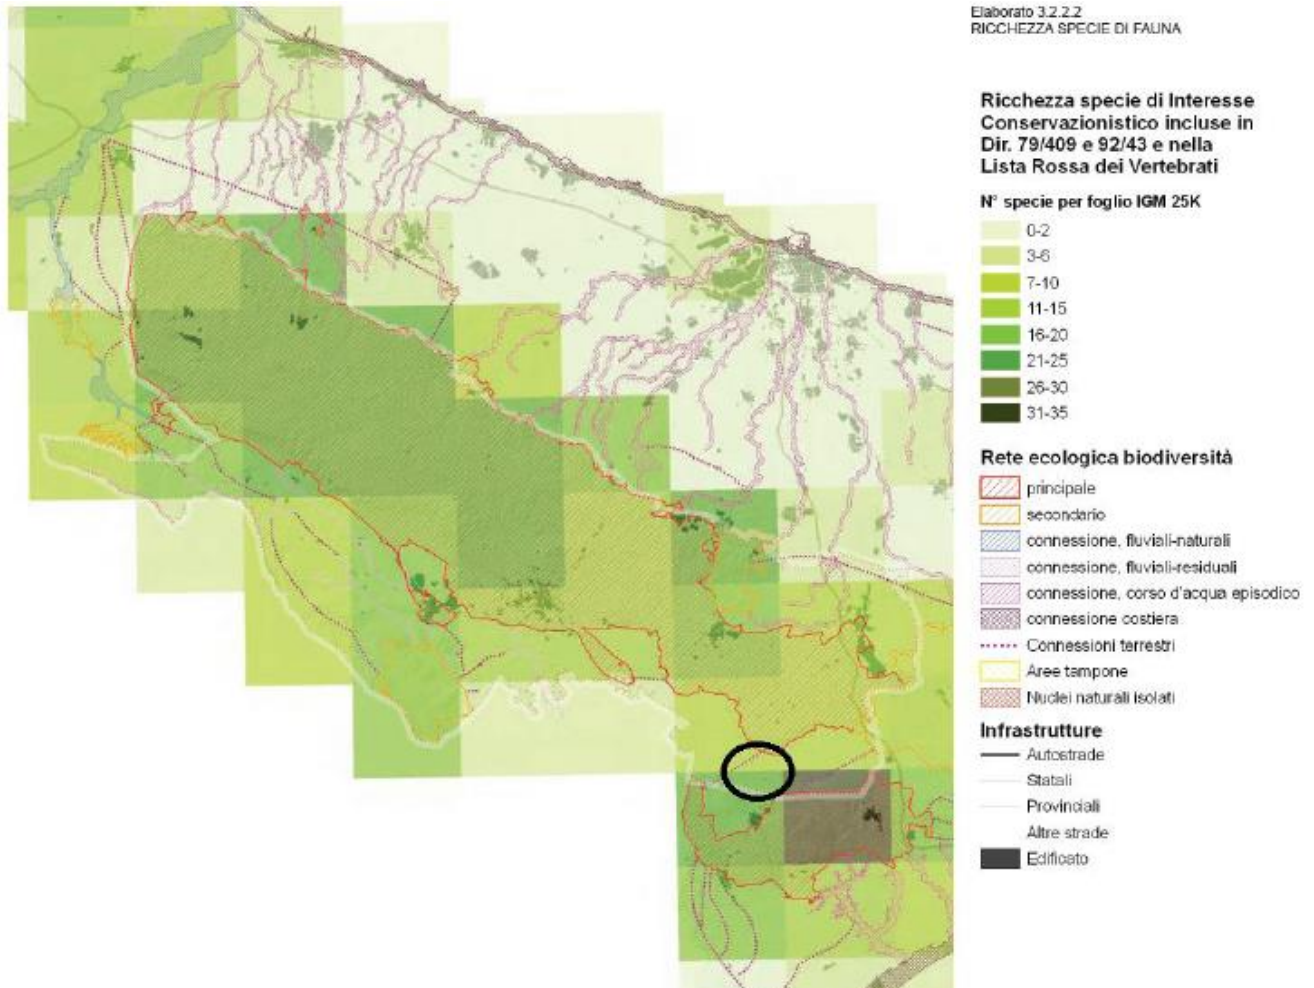 Elaborato 3.2.2.2
RICCHEZZA SPECIE DI FAUNA
Ricchezza specie di Interesse
Conservazionistico incluse in
Dir. 79/409 e 92/43 e nella
Lista Rossa dei Vertebrati
N° specie per foglio IGM 25K
0-2
3-6
7-10
11-15
16-20
21-25
26-30
31-35
Rete ecologica biodiversità
principale
secondario
connessione, fluviali-naturali
connessione, fluviali-residuali
connessione, corso d'acqua episodico
connessione costiera
Connessioni terrestri
Aree tampone
Nuclei naturali isolati
Infrastrutture
Autostrade
Statali
Provinciali
Altre strade
Edificato